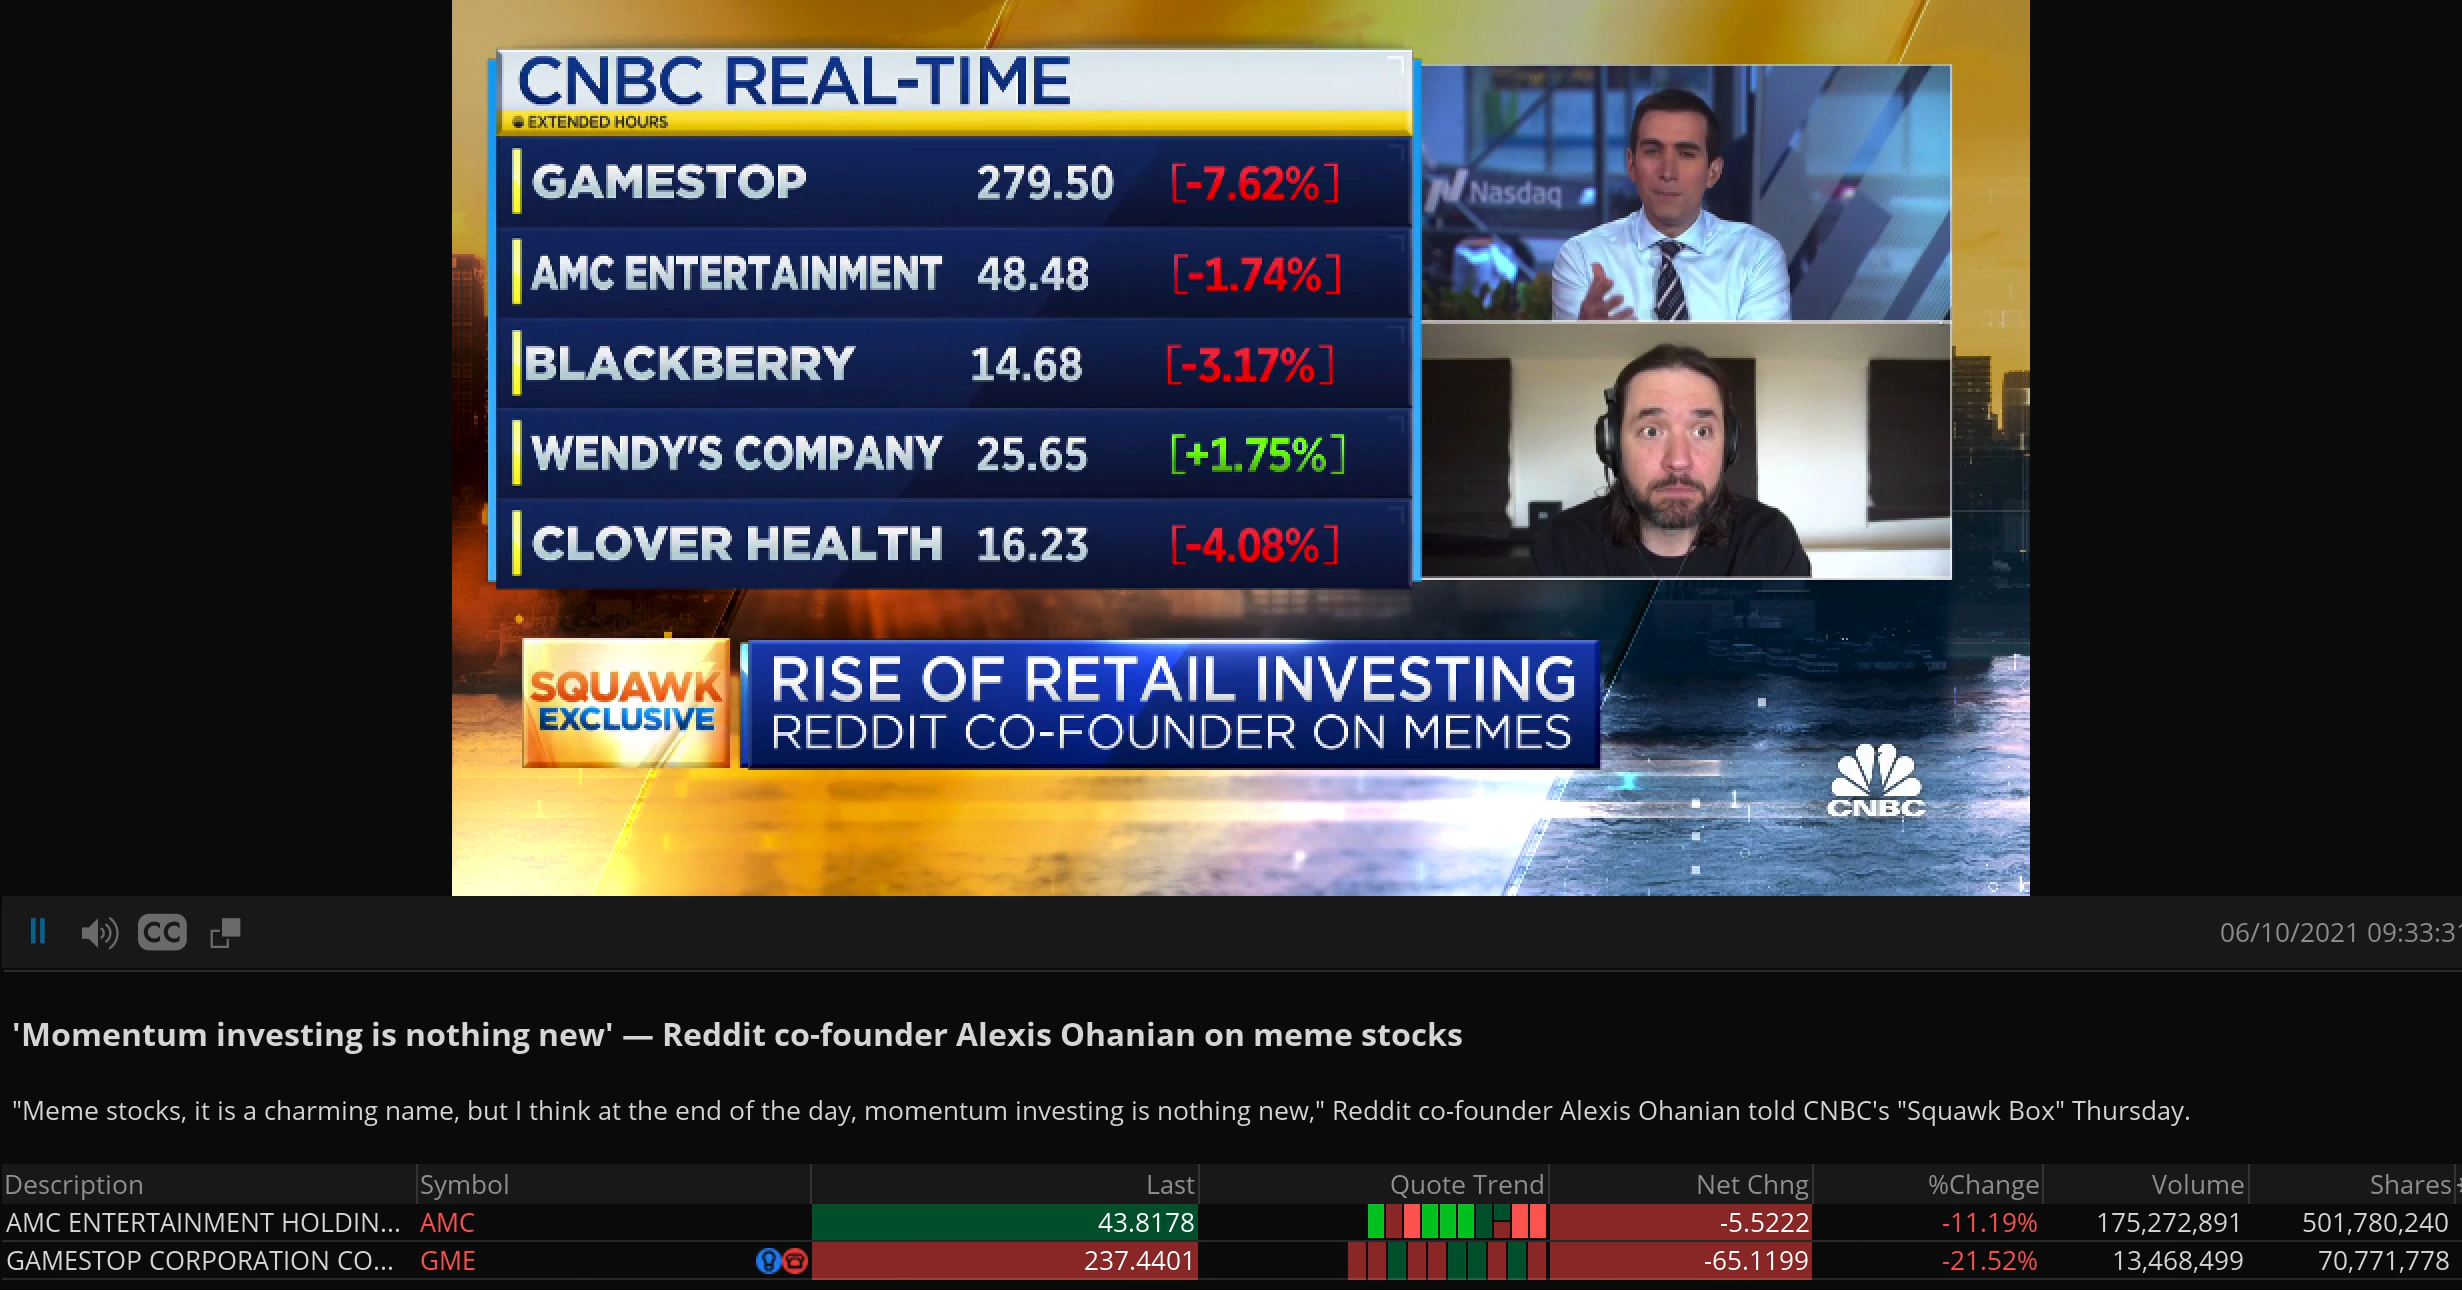 CNBC REAL-TIME
EXTENDED HOURS
GAMESTOP 279.50 [-7.62%]
AMC ENTERTAINMENT 48.48 [-1.74%]
BLACKBERRY 14.68 [-3.17%]
WENDY'S COMPANY 25.65 [+1.75%]
CLOVER HEALTH 16.23 [-4.08%]
Nasdaq
SQUAWK
EXCLUSIVE
RISE OF RETAIL INVESTING
REDDIT CO-FOUNDER ON MEMES
CNBC
CC
06/10/2021 09:33:31
'Momentum investing is nothing new' — Reddit co-founder Alexis Ohanian on meme stocks
"Meme stocks, it is a charming name, but I think at the end of the day, momentum investing is nothing new," Reddit co-founder Alexis Ohanian told CNBC's "Squawk Box" Thursday.
Description Symbol Last Quote Trend Net Chng %Change Volume Shares
AMC ENTERTAINMENT HOLDIN... AMC 43.8178 -5.5222 -11.19% 175,272,891 501,780,240
GAMESTOP CORPORATION CO... GME 237.4401 -65.1199 -21.52% 13,468,499 70,771,778